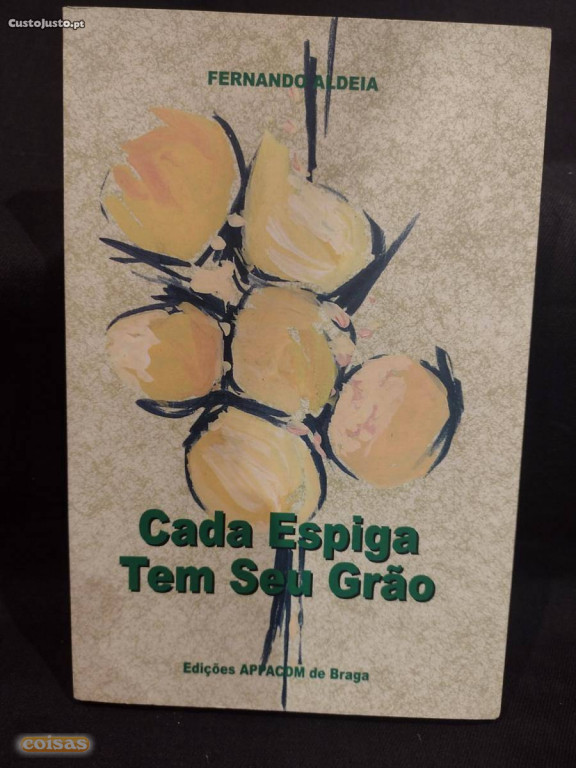 CustoJusto.pt
FERNANDO ALDEIA
Cada Espiga
Tem Seu Grão
Edições APPACDM de Braga
coisas